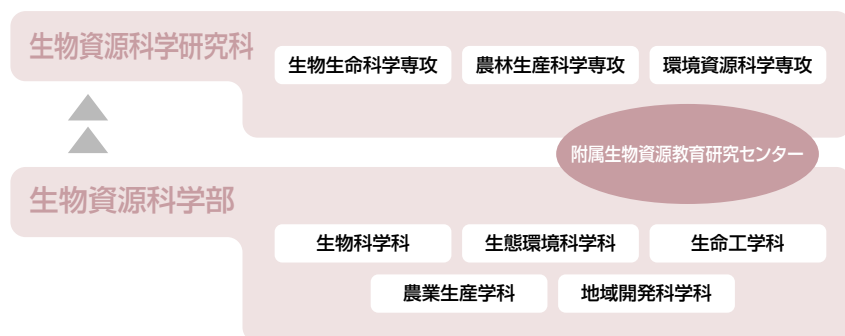 生物資源科学研究科
生物生命科学専攻 農林生産科学専攻 環境資源科学専攻
附属生物資源教育研究センター
生物資源科学部
生物科学科 生態環境科学科 生命工学科
農業生産学科 地域開発科学科